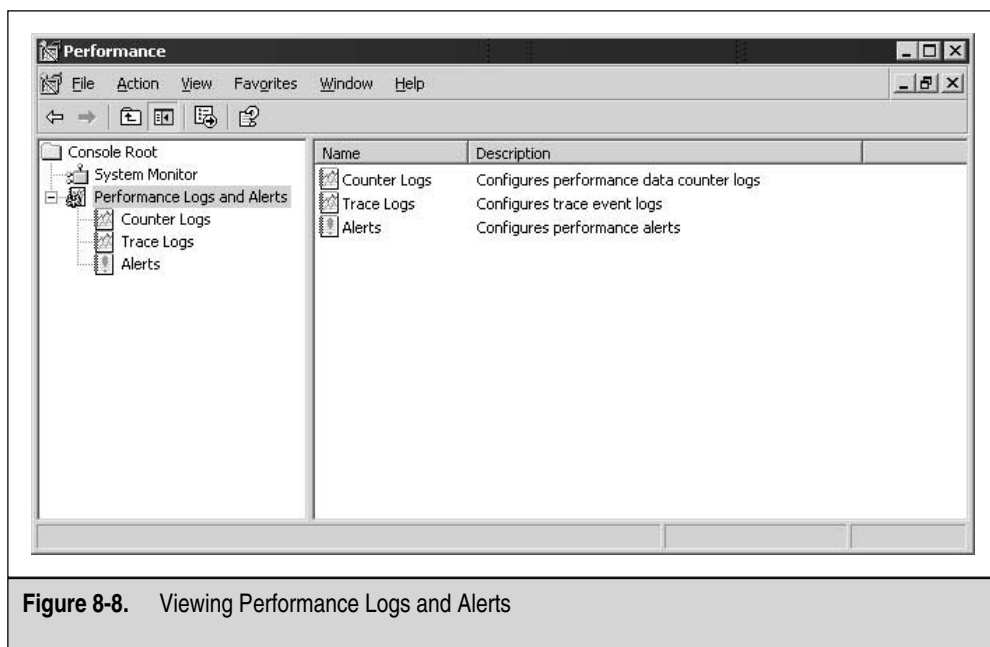 Performance
File Action View Favorites Window Help
Console Root
System Monitor
Performance Logs and Alerts
Counter Logs
Trace Logs
Alerts
Name Description
Counter Logs Configures performance data counter logs
Trace Logs Configures trace event logs
Alerts Configures performance alerts
Figure 8-8. Viewing Performance Logs and Alerts